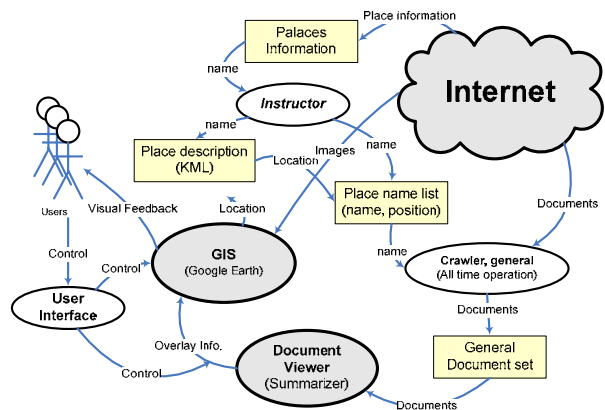 Place information
Palaces
Information
Internet
name
Instructor
name
name
Images
Place description
(KML)
Location
Place name list
(name, position)
Users
Visual Feedback
Location
Documents
GIS
(Google Earth)
name
Control
Control
Crawler, general
(All time operation)
User
Interface
Documents
Overlay Info.
Document
Viewer
(Summarizer)
General
Document set
Control
Documents